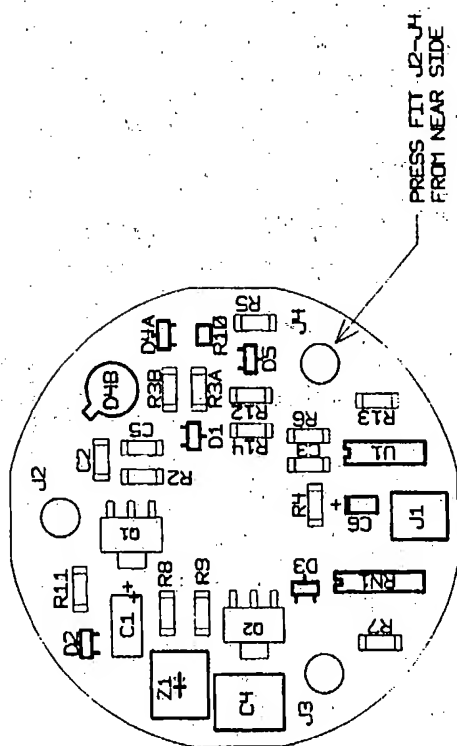 D2
R11
J2
C1
+
+
Z1
R8
R9
Q1
C2
C5
R2
D4B
D4A
R3B
R3A
R10
R5
D5
D1
R12
R14
J4
C4
Q2
J3
D3
R4
C3
R6
R13
+
C6
U1
J1
RN1
R7
PRESS FIT J2-J4
FROM NEAR SIDE